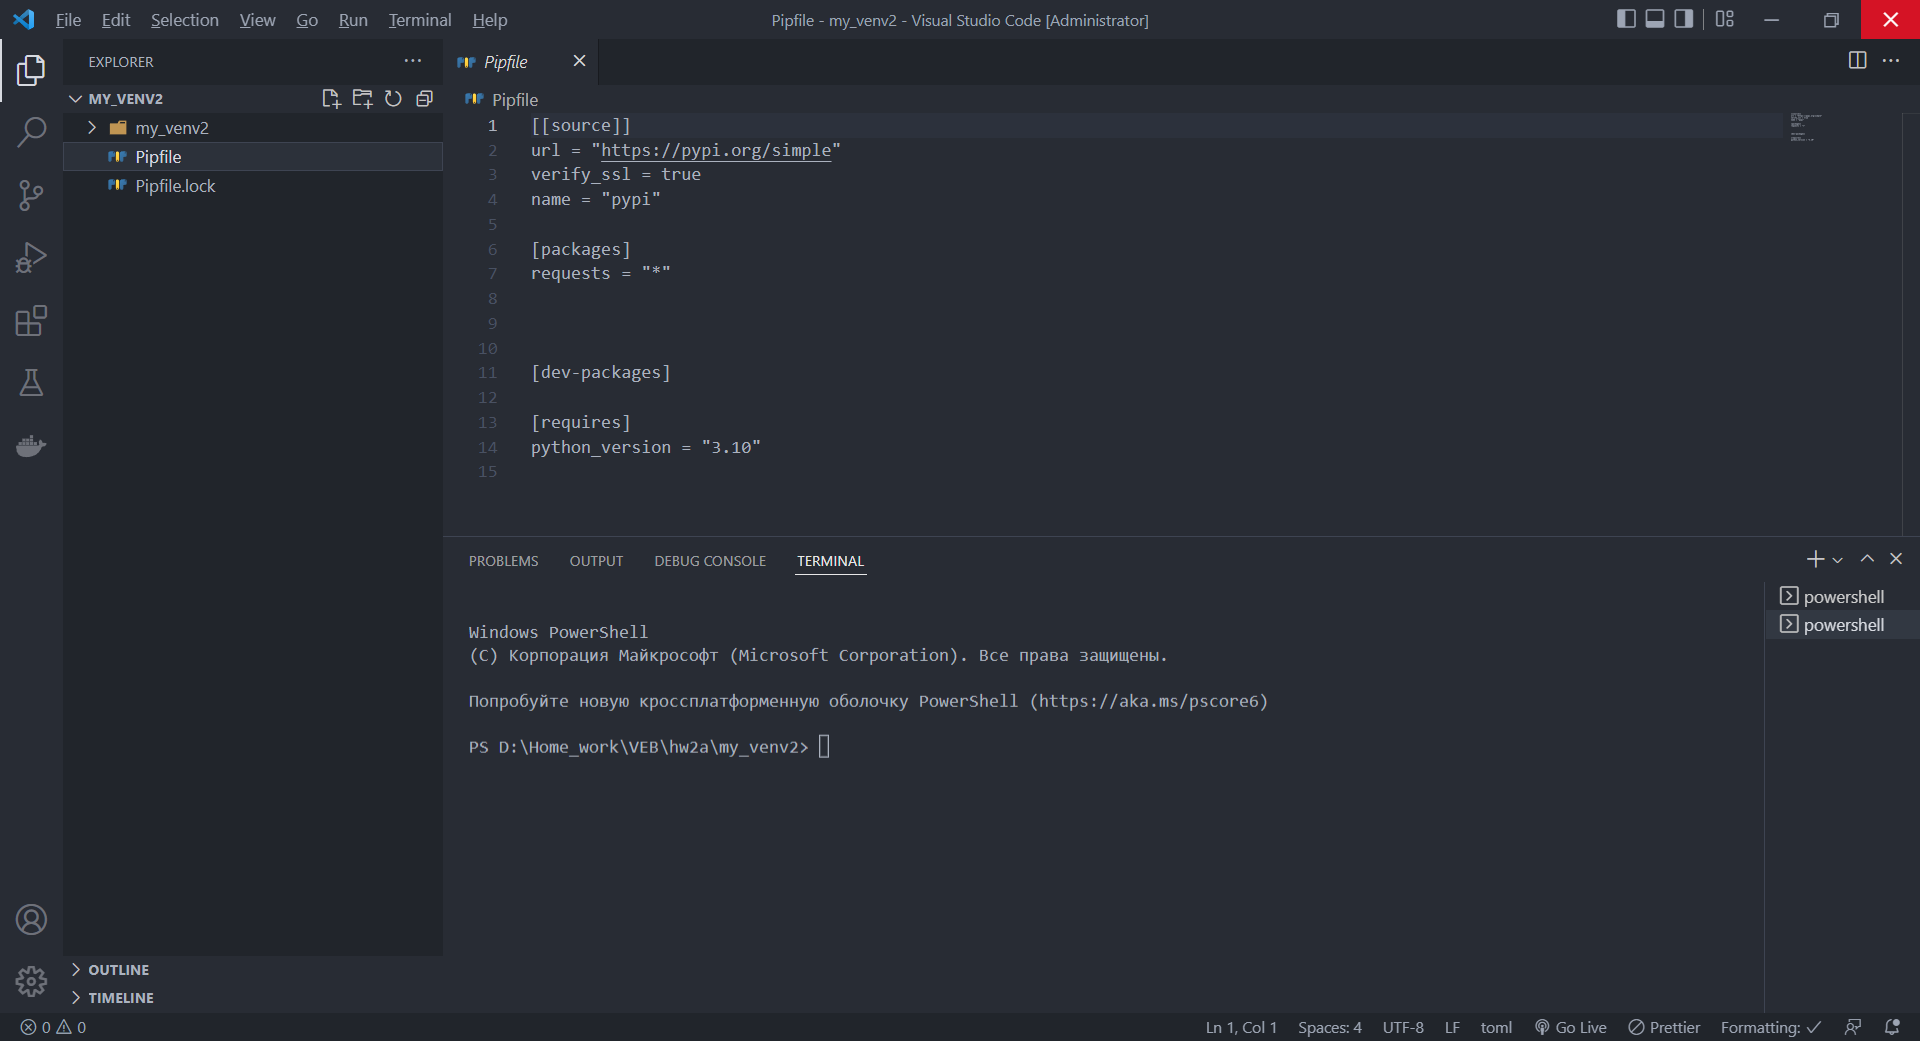 File Edit Selection View Go Run Terminal Help
Pipfile - my_venv2 - Visual Studio Code [Administrator]
EXPLORER
MY_VENV2
my_venv2
Pipfile
Pipfile.lock
OUTLINE
TIMELINE
Pipfile
Pipfile
1 [[source]]
2 url = "https://pypi.org/simple"
3 verify_ssl = true
4 name = "pypi"
5
6 [packages]
7 requests = "*"
8
9
10
11 [dev-packages]
12
13 [requires]
14 python_version = "3.10"
15
PROBLEMS OUTPUT DEBUG CONSOLE TERMINAL
Windows PowerShell
(C) Корпорация Майкрософт (Microsoft Corporation). Все права защищены.
Попробуйте новую кроссплатформенную оболочку PowerShell (https://aka.ms/pscore6)
PS D:\Home_work\VEB\hw2a\my_venv2>
powershell
powershell
0 0 Ln 1, Col 1 Spaces: 4 UTF-8 LF toml Go Live Prettier Formatting: ✓